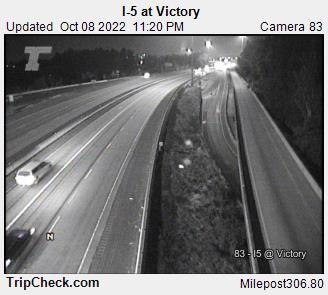 I-5 at Victory
Updated Oct 08 2022 11:20 PM Camera 83
T
N
83 - I5 @ Victory
TripCheck.com Milepost306.80